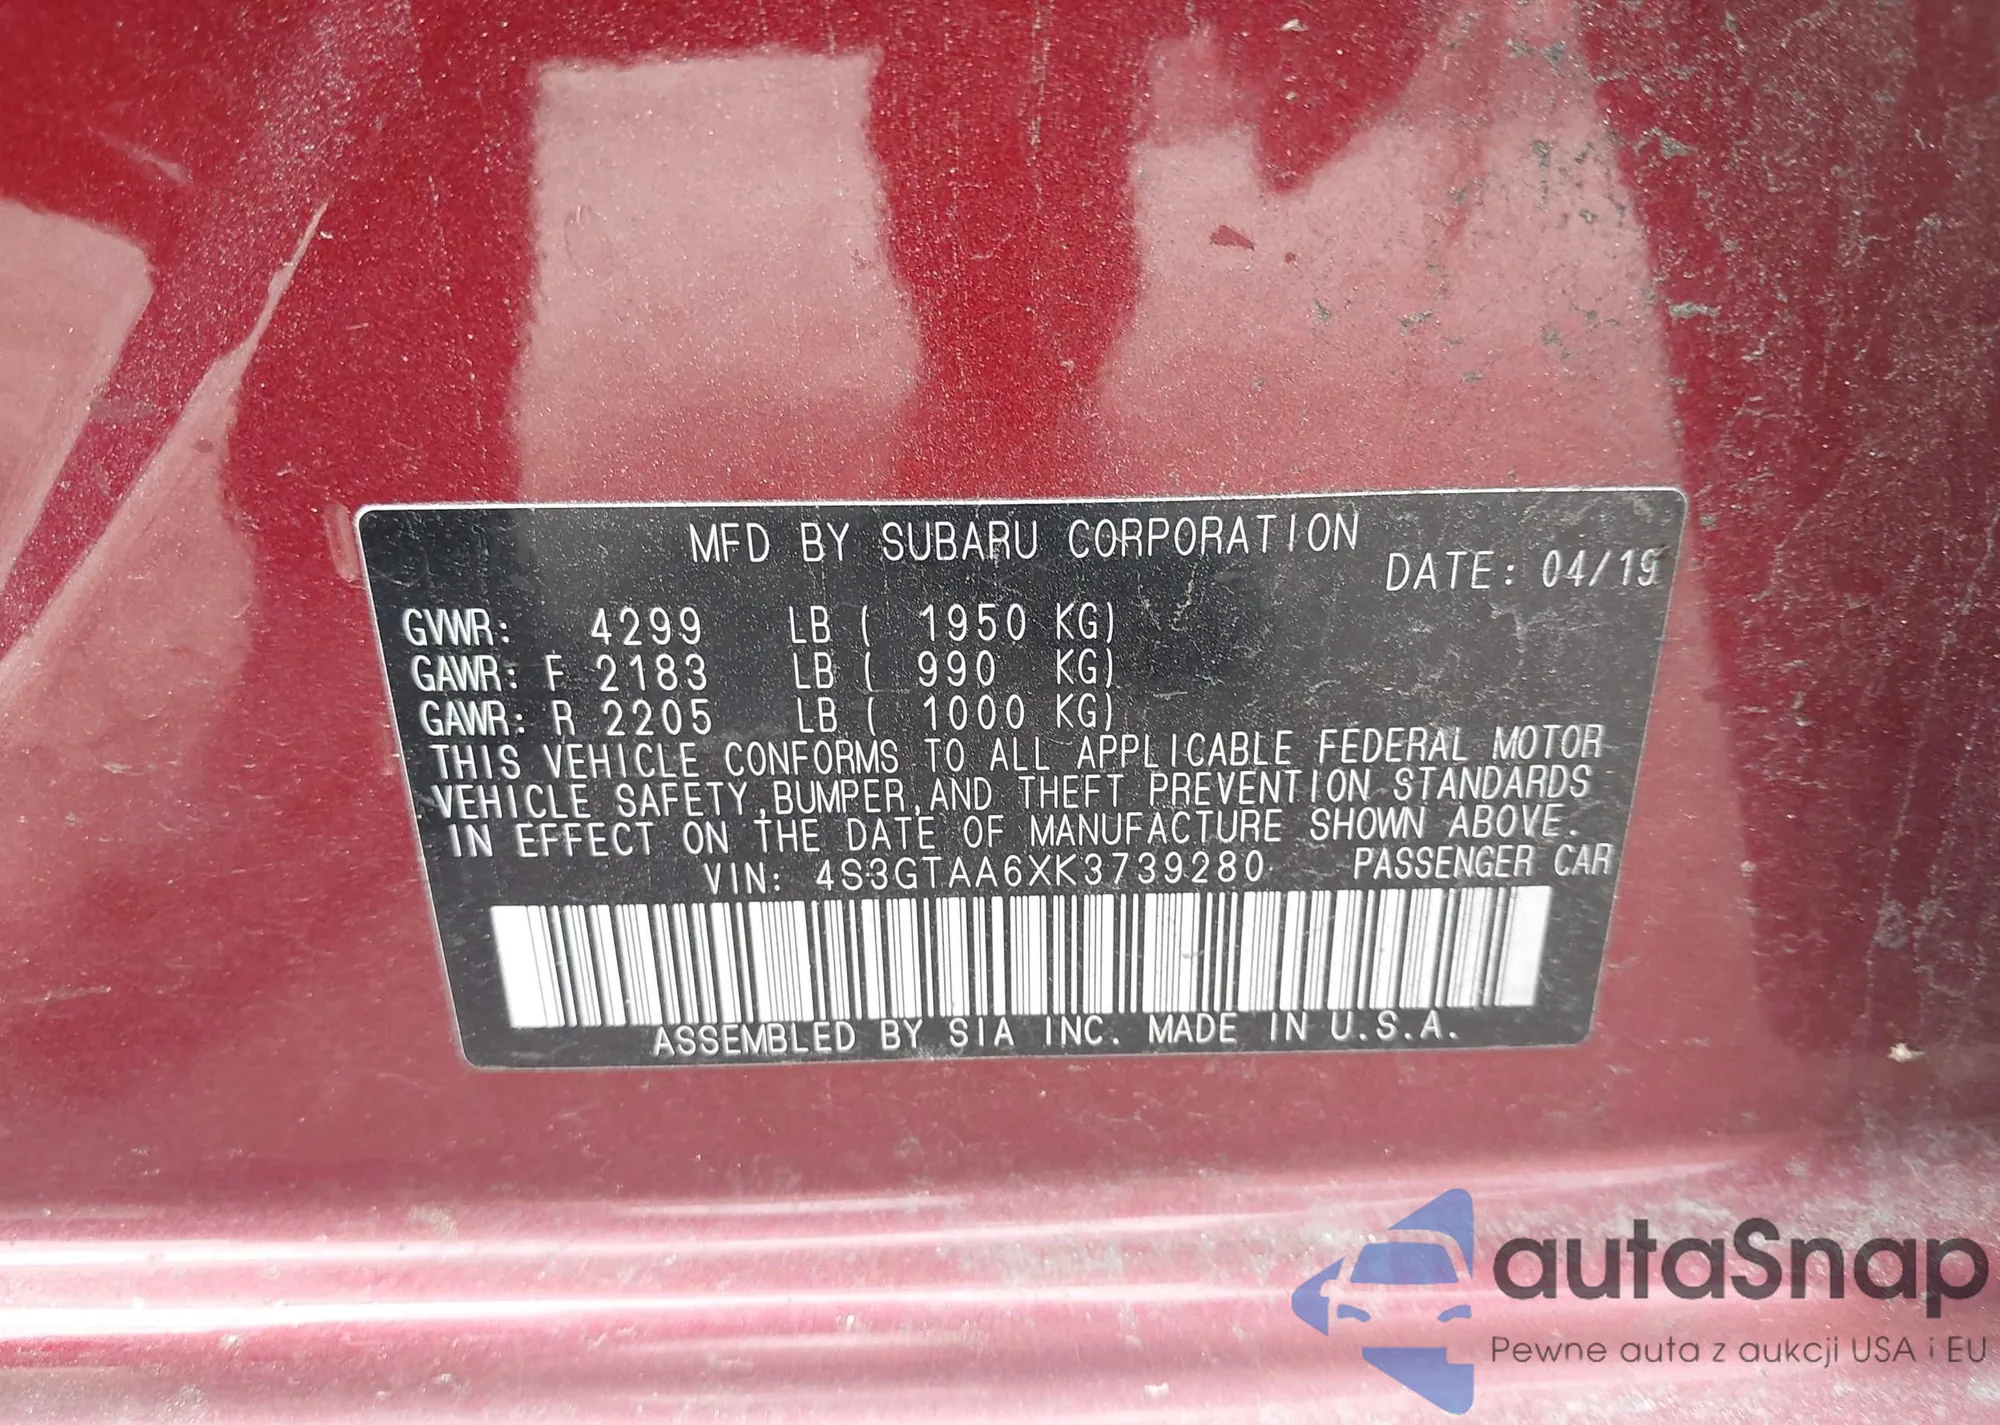 MFD BY SUBARU CORPORATION
DATE: 04/19
GVWR: 4299 LB ( 1950 KG)
GAWR: F 2183 LB ( 990 KG)
GAWR: R 2205 LB ( 1000 KG)
THIS VEHICLE CONFORMS TO ALL APPLICABLE FEDERAL MOTOR
VEHICLE SAFETY,BUMPER,AND THEFT PREVENTION STANDARDS
IN EFFECT ON THE DATE OF MANUFACTURE SHOWN ABOVE.
VIN: 4S3GTAA6XK3739280 PASSENGER CAR
ASSEMBLED BY SIA INC. MADE IN U.S.A.
autaSnap
Pewne auta z aukcji USA i EU